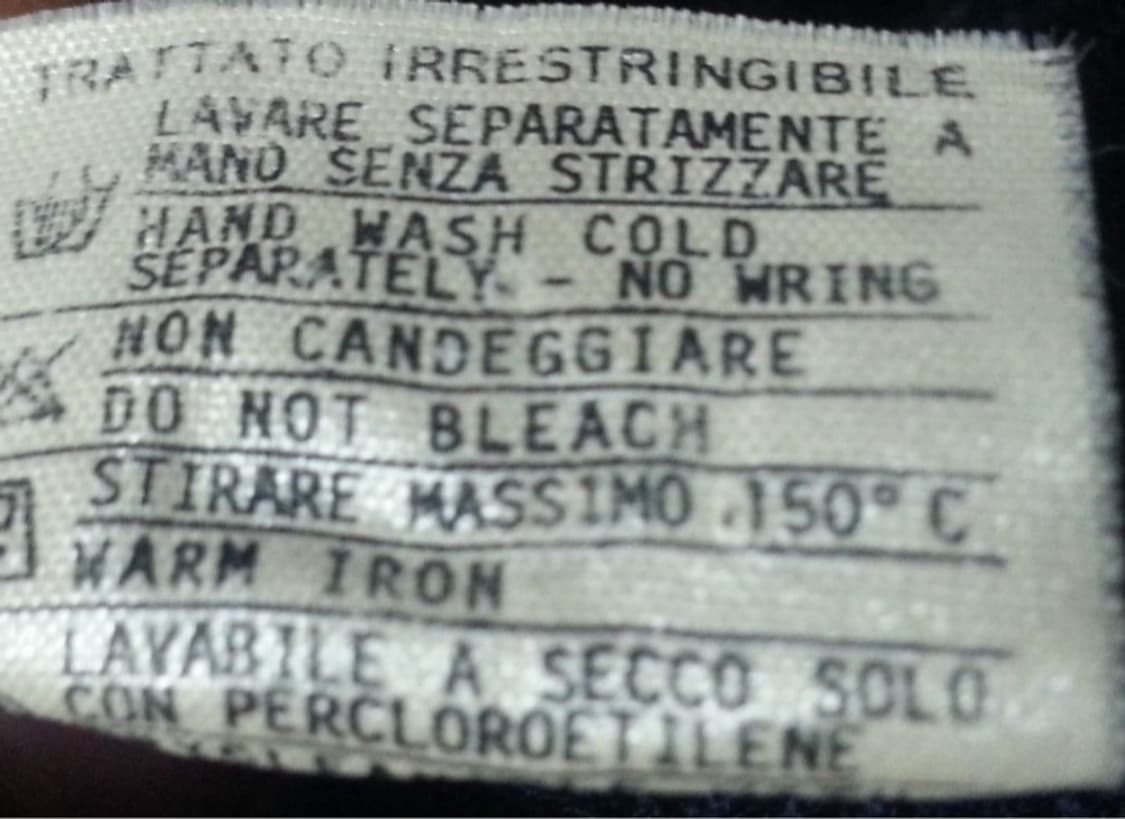 TRATTATO IRRESTRINGIBILE
LAVARE SEPARATAMENTE A
MANO SENZA STRIZZARE
HAND WASH COLD
SEPARATELY. - NO WRING
NON CANDEGGIARE
DO NOT BLEACH
STIRARE MASSIMO 150° C
WARM IRON
LAVABILE A SECCO SOLO
CON PERCLOROETILENE